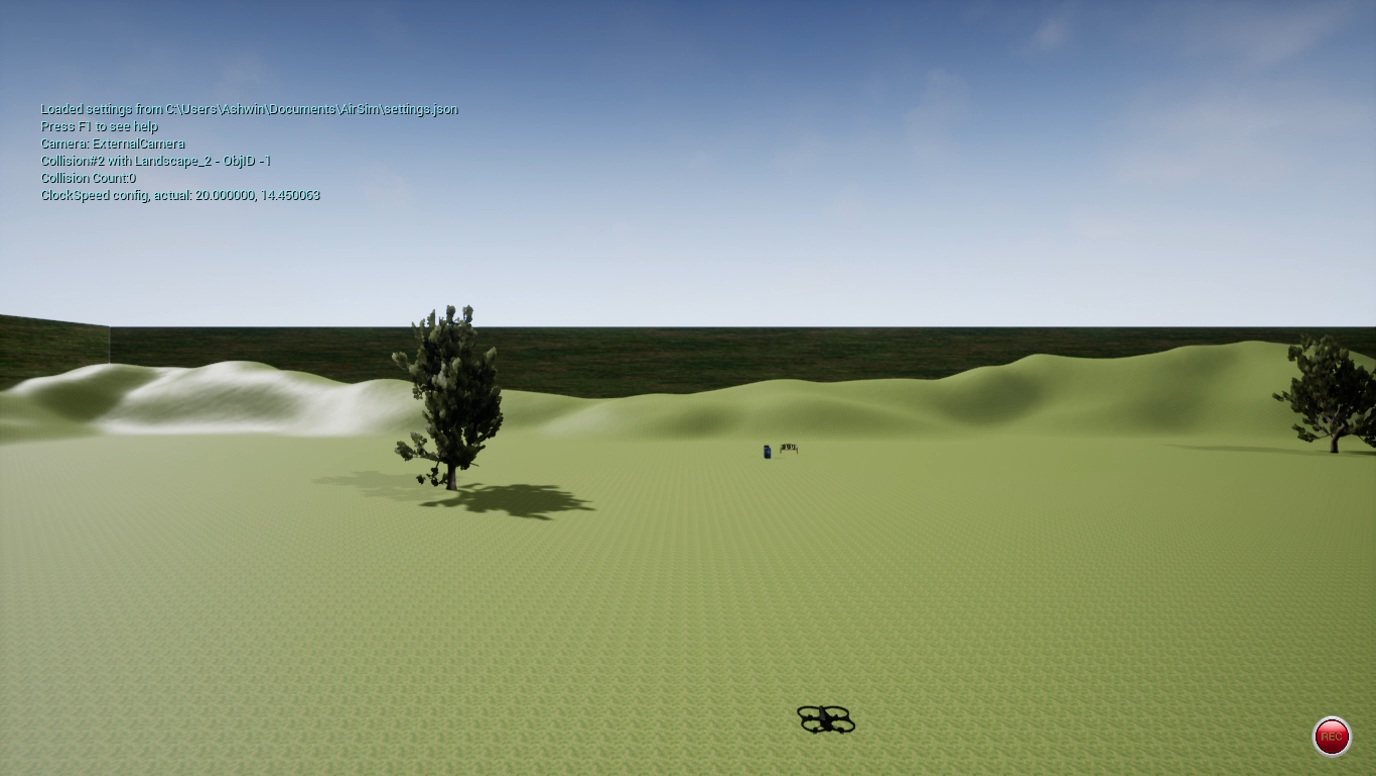 Loaded settings from C:\Users\Ashwin\Documents\AirSim\settings.json
Press F1 to see help
Camera: ExternalCamera
Collision#2 with Landscape_2 - ObjID -1
Collision Count:0
ClockSpeed config, actual: 20.000000, 14.450063
REC